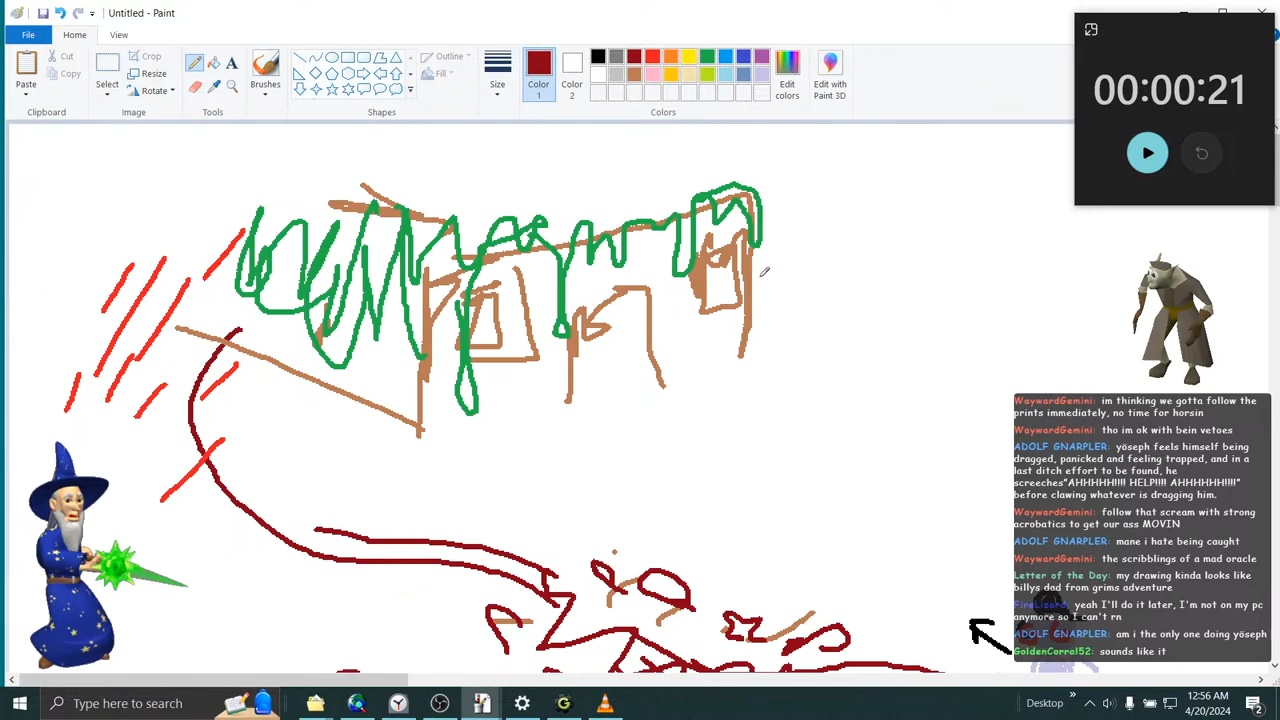 Untitled - Paint
File
Home
View
Paste
Cut
Copy
Clipboard
Select
Crop
Resize
Rotate
Image
Tools
Brushes
Outline
Fill
Shapes
Size
Color
1
Color
2
Edit
colors
Edit with
Paint 3D
Colors
00:00:21
WaywardGemini: im thinking we gotta follow the
prints immediately, no time for horsin
WaywardGemini: tho im ok with bein vetoes
ADOLF GNARPLER: yöseph feels himself being
dragged, panicked and feeling trapped, and in a
last ditch effort to be found, he
screeches"AHHHHH!!!! HELP!!!! AHHHHHH!!!!"
before clawing whatever is dragging him.
WaywardGemini: follow that scream with strong
acrobatics to get our ass MOVIN
ADOLF GNARPLER: mane i hate being caught
WaywardGemini: the scribblings of a mad oracle
Letter of the Day: my drawing kinda looks like
billys dad from grims adventure
FireLizord: yeah I'll do it later, I'm not on my pc
anymore so I can't rn
ADOLF GNARPLER: am i the only one doing yöseph
GoldenCorral52: sounds like it
Type here to search
Desktop
12:56 AM
4/20/2024
2